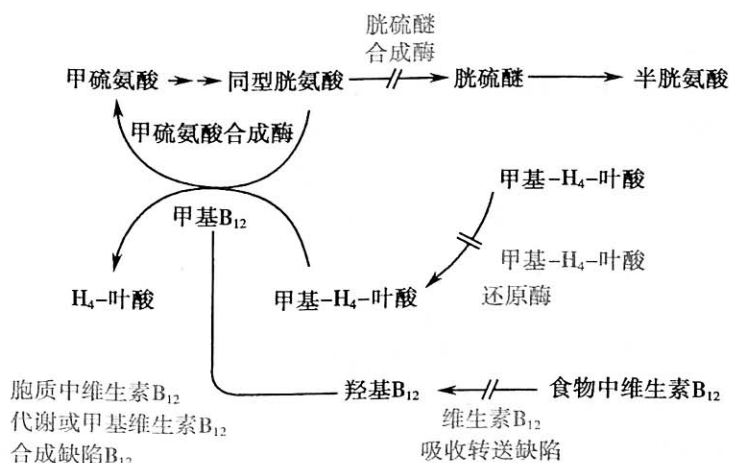 胱硫醚
合成酶
甲硫氨酸
同型胱氨酸
胱硫醚
半胱氨酸
甲硫氨酸合成酶
甲基-H₄-叶酸
甲基B₁₂
甲基-H₄-叶酸
还原酶
H₄-叶酸
甲基-H₄-叶酸
胞质中维生素B₁₂
代谢或甲基维生素B₁₂
合成缺陷B₁₂
羟基B₁₂
食物中维生素B₁₂
维生素B₁₂
吸收转送缺陷